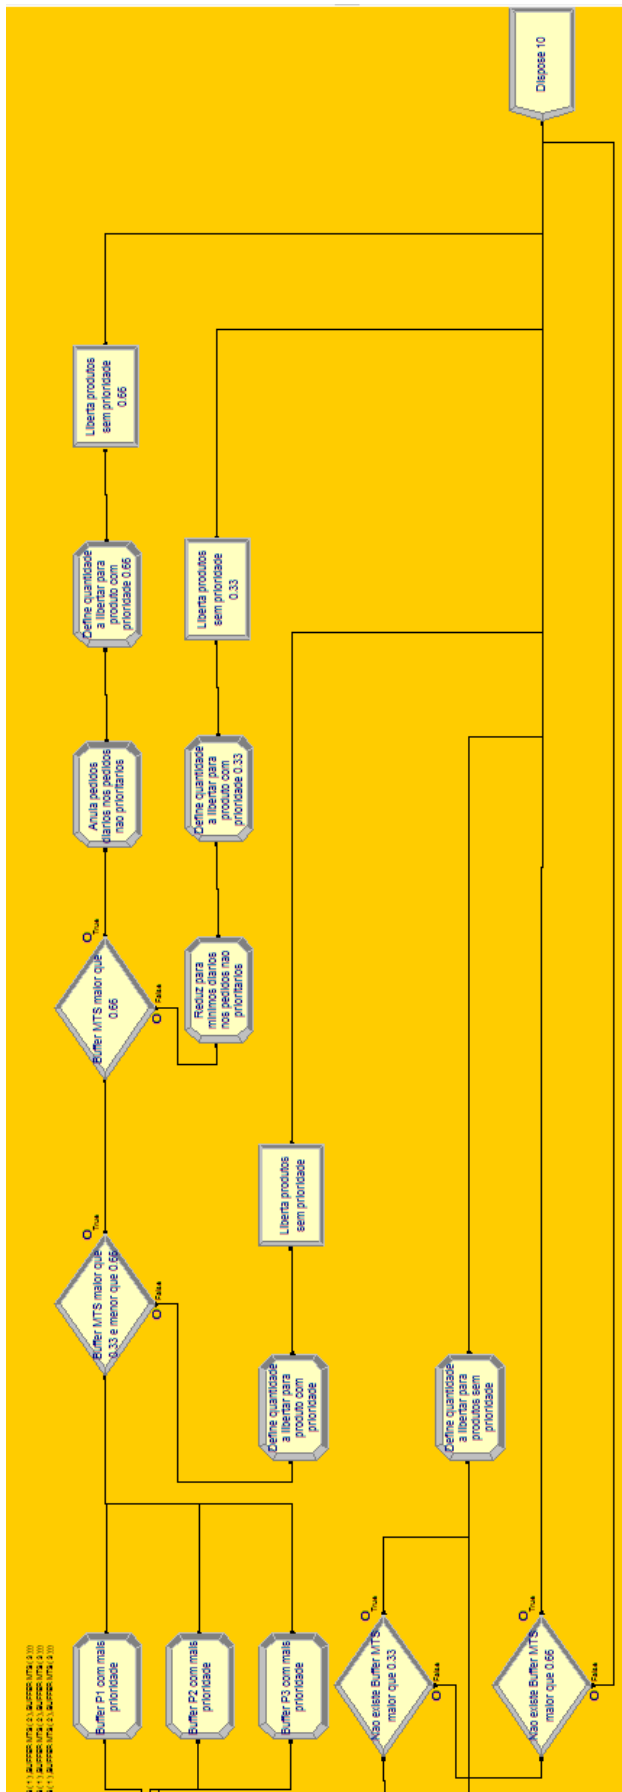 Dispose 10
Liberta produtos
sem prioridade
0.66
Define quantidade
a libertar para
produto com
prioridade 0.66
Liberta produtos
sem prioridade
0.33
Anula pedidos
diarios nos pedidos
nao prioritarios
Define quantidade
a libertar para
produto com
prioridade 0.33
True
Buffer MTS maior que
0.66
False
Reduz para
minimos diarios
nos pedidos nao
prioritarios
Liberta produtos
sem prioridade
True
Buffer MTS maior que
0.33 e menor que 0.66
False
Define quantidade
a libertar para
produto com
prioridade
Define quantidade
a libertar para
produtos sem
prioridade
Buffer P1 com mais
prioridade
Buffer P2 com mais
prioridade
Buffer P3 com mais
prioridade
True
Nao existe Buffer MTS
maior que 0.33
False
True
Nao existe Buffer MTS
maior que 0.66
False